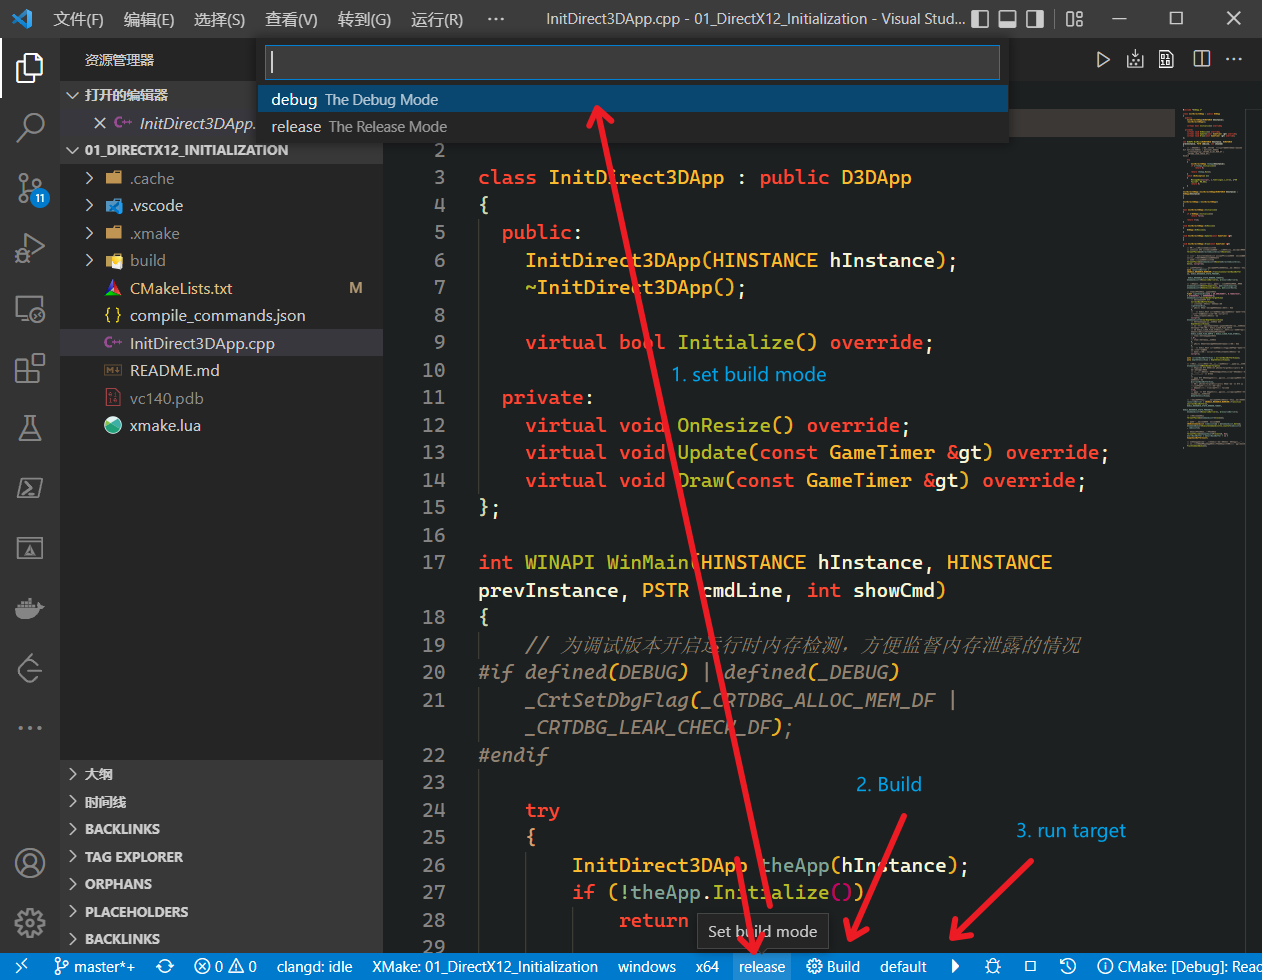 文件(F) 编辑(E) 选择(S) 查看(V) 转到(G) 运行(R) ··· InitDirect3DApp.cpp - 01_DirectX12_Initialization - Visual Stud...
资源管理器
debug The Debug Mode
release The Release Mode
打开的编辑器
InitDirect3DApp.
01_DIRECTX12_INITIALIZATION
.cache
.vscode
.xmake
build
CMakeLists.txt M
compile_commands.json
InitDirect3DApp.cpp
README.md
vc140.pdb
xmake.lua
11
大纲
时间线
BACKLINKS
TAG EXPLORER
ORPHANS
PLACEHOLDERS
BACKLINKS
2
3 class InitDirect3DApp : public D3DApp
4 {
5 public:
6 InitDirect3DApp(HINSTANCE hInstance);
7 ~InitDirect3DApp();
8
9 virtual bool Initialize() override;
10
1. set build mode
11 private:
12 virtual void OnResize() override;
13 virtual void Update(const GameTimer &gt) override;
14 virtual void Draw(const GameTimer &gt) override;
15 };
16
17 int WINAPI WinMain(HINSTANCE hInstance, HINSTANCE
prevInstance, PSTR cmdLine, int showCmd)
18 {
19 // 为调试版本开启运行时内存检测，方便监督内存泄露的情况
20 #if defined(DEBUG) | defined(_DEBUG)
21 _CrtSetDbgFlag(_CRTDBG_ALLOC_MEM_DF |
_CRTDBG_LEAK_CHECK_DF);
22 #endif
23
2. Build
24 try
3. run target
25 {
26 InitDirect3DApp theApp(hInstance);
27 if (!theApp.Initialize())
28 return
Set build mode
29
master*+ 0 0 clangd: idle XMake: 01_DirectX12_Initialization windows x64 release Build default CMake: [Debug]: Read